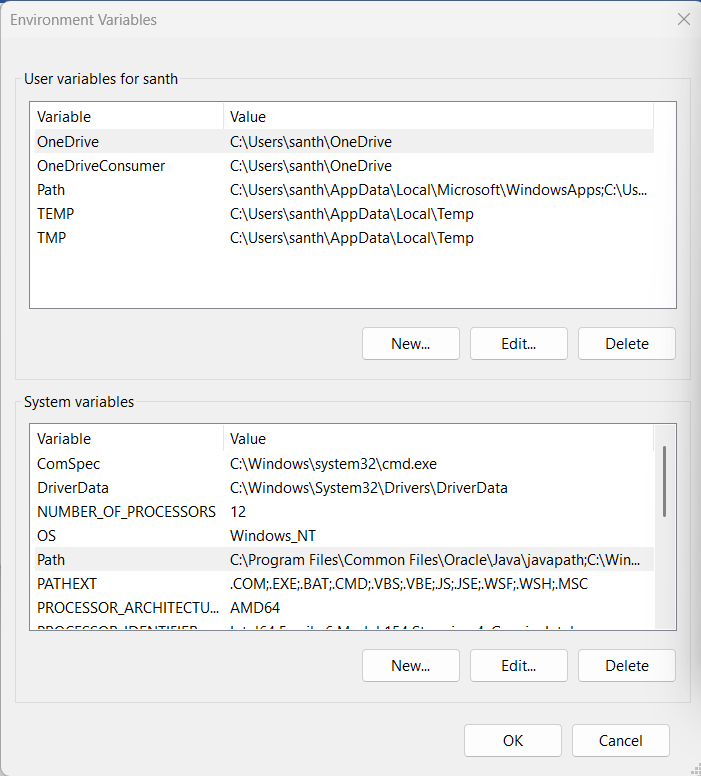 Environment Variables
User variables for santh
Variable Value
OneDrive C:\Users\santh\OneDrive
OneDriveConsumer C:\Users\santh\OneDrive
Path C:\Users\santh\AppData\Local\Microsoft\WindowsApps;C:\Us...
TEMP C:\Users\santh\AppData\Local\Temp
TMP C:\Users\santh\AppData\Local\Temp
New... Edit... Delete
System variables
Variable Value
ComSpec C:\Windows\system32\cmd.exe
DriverData C:\Windows\System32\Drivers\DriverData
NUMBER_OF_PROCESSORS 12
OS Windows_NT
Path C:\Program Files\Common Files\Oracle\Java\javapath;C:\Win...
PATHEXT .COM;.EXE;.BAT;.CMD;.VBS;.VBE;.JS;.JSE;.WSF;.WSH;.MSC
PROCESSOR_ARCHITECTU... AMD64
New... Edit... Delete
OK Cancel